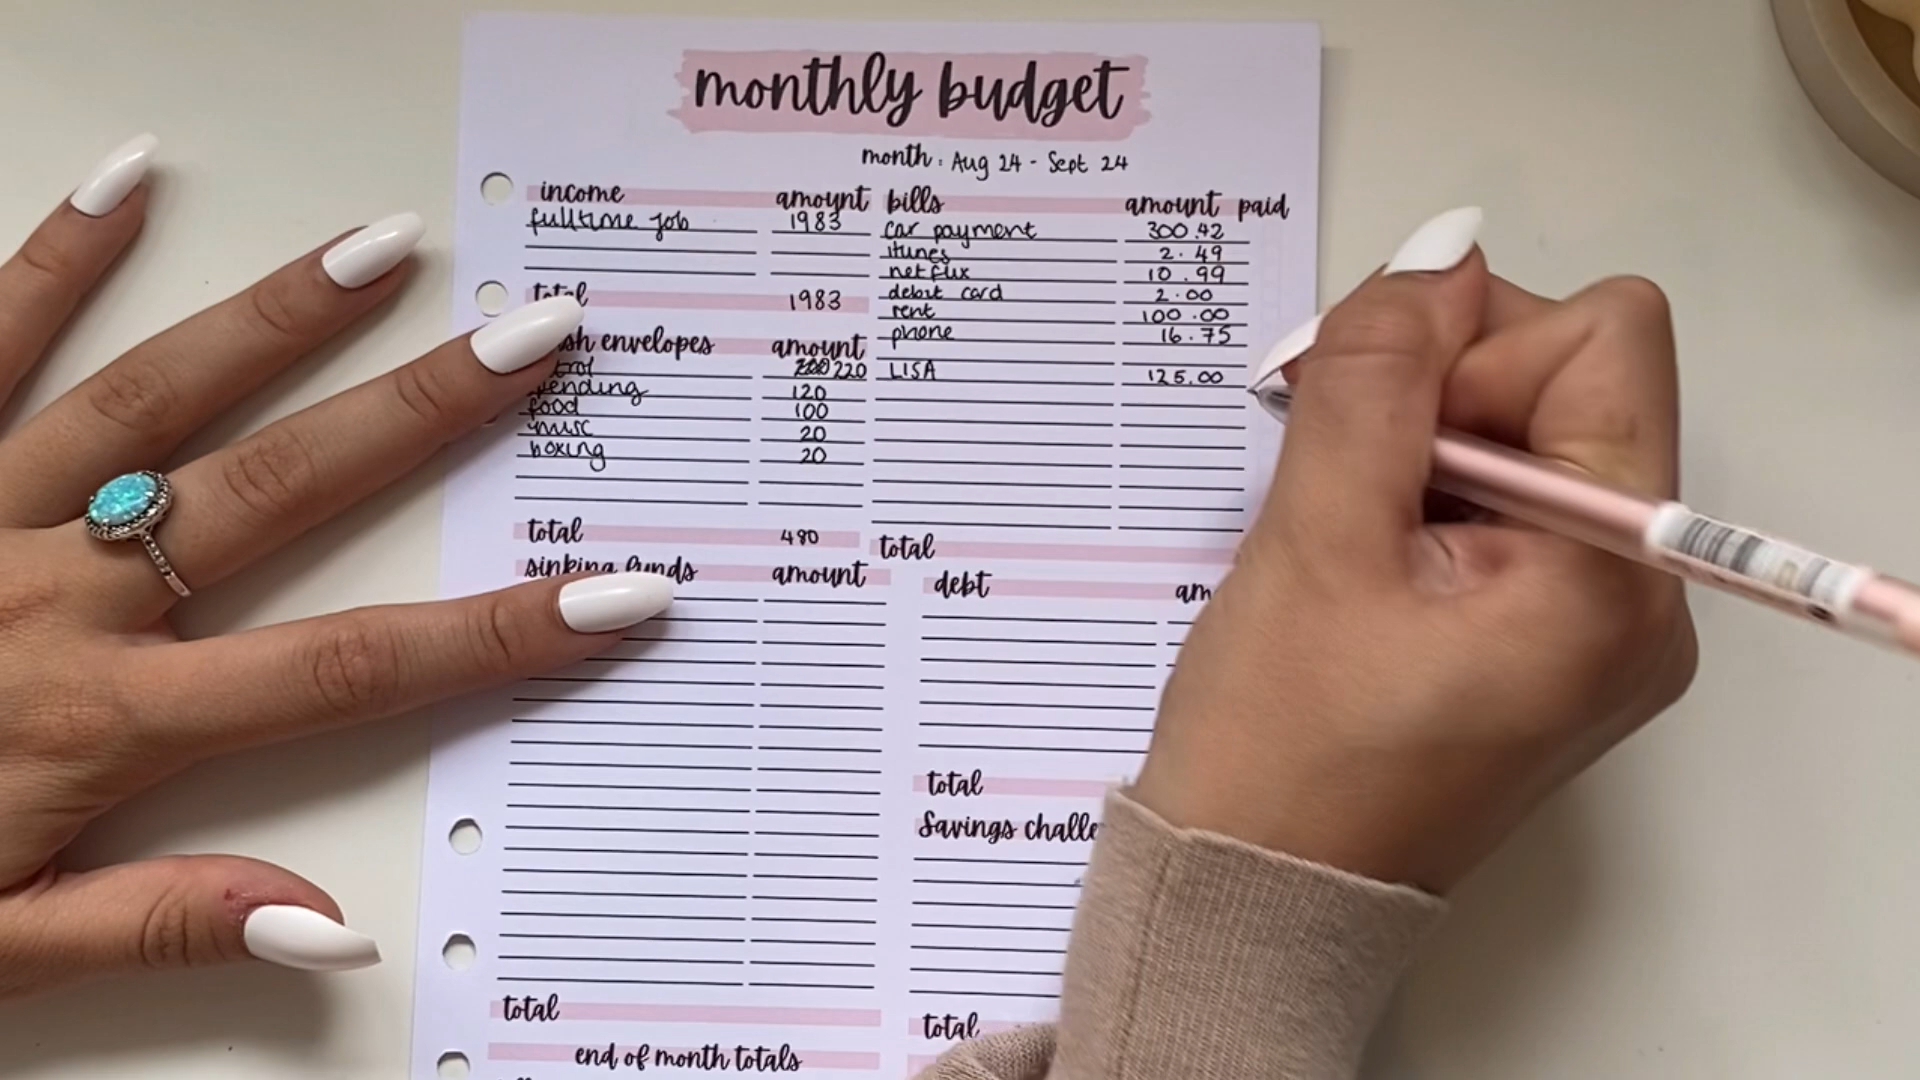 monthly budget
month: Aug 24 - Sept 24
income amount
fulltime job 1983
total 1983
envelopes amount
220
120
food 100
misc 20
boxing 20
total 480
sinking funds amount
total
end of month totals
bills amount paid
car payment 300.42
itunes 2.49
netflix 10.99
debit card 2.00
rent 100.00
phone 16.75
LISA 125.00
total
debt
total
Savings
total